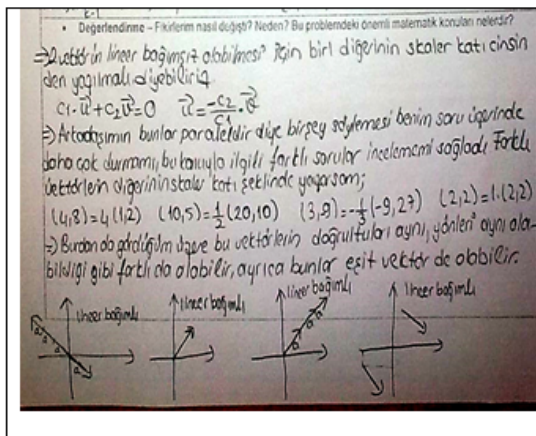 • Değerlendirme – Fikirlerim nasıl değişti? Neden? Bu problemdeki önemli matematik konuları nelerdir?
⇒ 2 vektörün lineer bağımsız olabilmesi için biri diğerinin skaler katı cinsin
den yazılmalı diyebiliriz
C1·u⃗+C2v⃗=0 u⃗=-C2/C1·v⃗
⇒ Arkadaşımın bunlar paraleldir diye birşey söylemesi benim soru üzerinde
daha çok durmamı, bu konuyla ilgili farklı sorular incelememi sağladı. Farklı
vektörlerin diğerinin skaler katı şeklinde yazarsam;
(4,8)=4(1,2) (10,5)=1/2(20,10) (3,9)=-1/3(-9,27) (2,2)=1.(2,2)
⇒ Burdan da gördüğüm üzere bu vektörlerin doğrultuları aynı, yönleri aynı ola-
bildiği gibi farklı da olabilir, ayrıca bunlar eşit vektör de olabilir.
lineer bağımlı lineer bağımlı lineer bağımlı lineer bağımlı